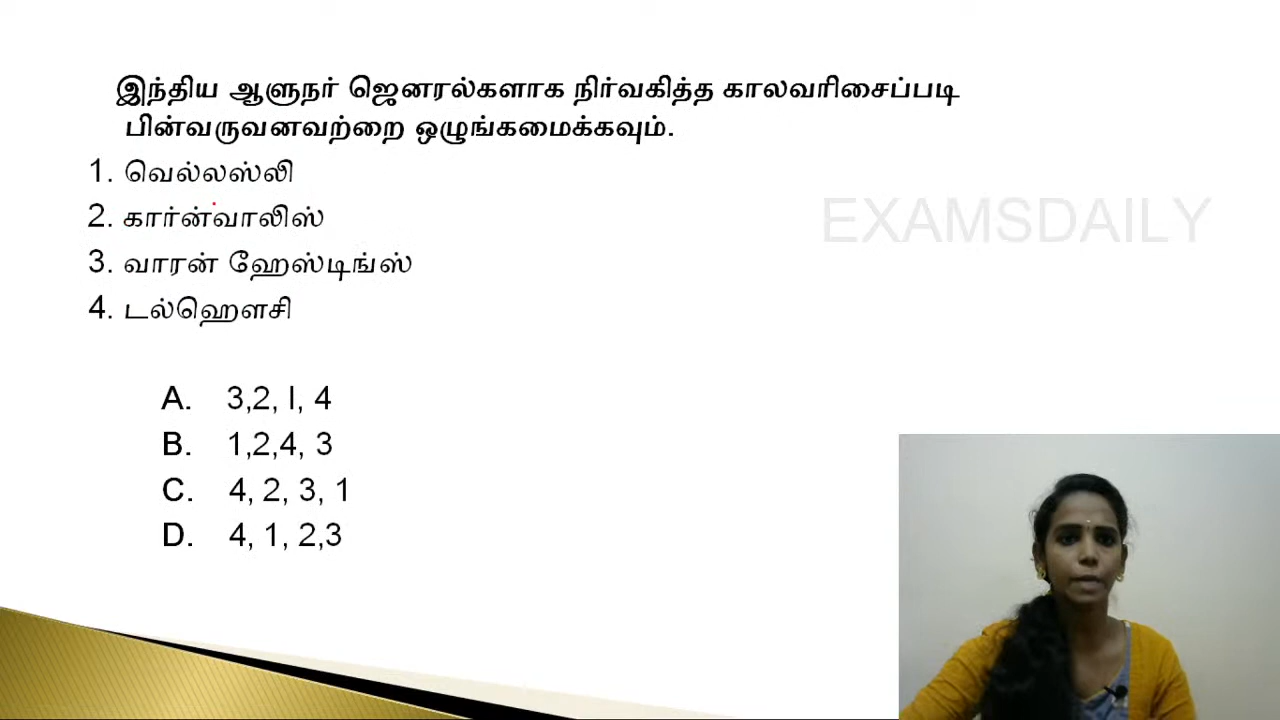 இந்திய ஆளுநர் ஜெனரல்களாக நிர்வகித்த காலவரிசைப்படி
பின்வருவனவற்றை ஒழுங்கமைக்கவும்.
1. வெல்லஸ்லி
2. கார்ன்வாலிஸ்
3. வாரன் ஹேஸ்டிங்ஸ்
4. டல்ஹௌசி
EXAMSDAILY
A. 3,2, I, 4
B. 1,2,4, 3
C. 4, 2, 3, 1
D. 4, 1, 2,3